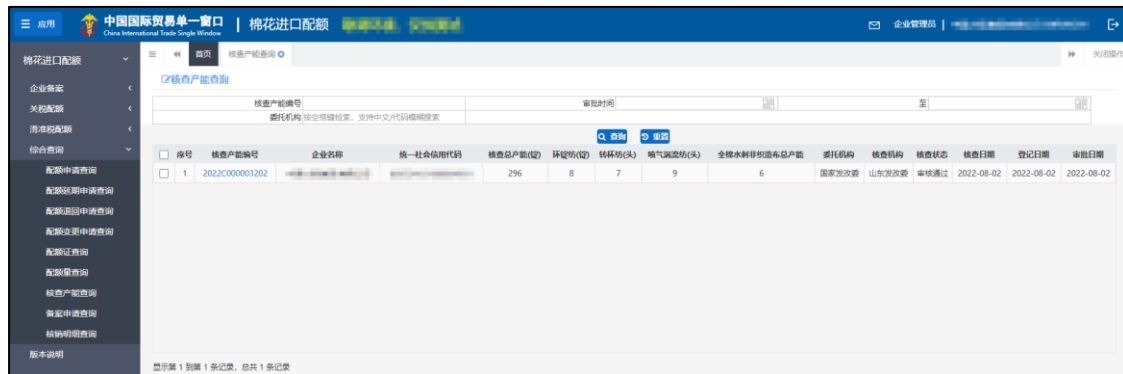 应用 中国国际贸易单一窗口 | 棉花进口配额 企业管理员 |
China International Trade Single Window
棉花进口配额
企业备案
关税配额
滑准税配额
综合查询
配额申请查询
配额延期申请查询
配额退回申请查询
配额变更申请查询
配额证查询
配额量查询
核查产能查询
备案申请查询
核销明细查询
版本说明
首页 核查产能查询 关闭操作
核查产能查询
核查产能编号 审批时间 至
委托机构 按空格键检索，支持中文/代码模糊搜索
查询 重置
序号 核查产能编号 企业名称 统一社会信用代码 核查总产能(锭) 环锭纺(锭) 转杯纺(头) 喷气涡流纺(头) 全棉水刺非织造布总产能 委托机构 核查机构 核查状态 核查日期 登记日期 审批日期
1 2022C000003202 296 8 7 9 6 国家发改委 山东发改委 审核通过 2022-08-02 2022-08-02 2022-08-02
显示第 1 到第 1 条记录，总共 1 条记录